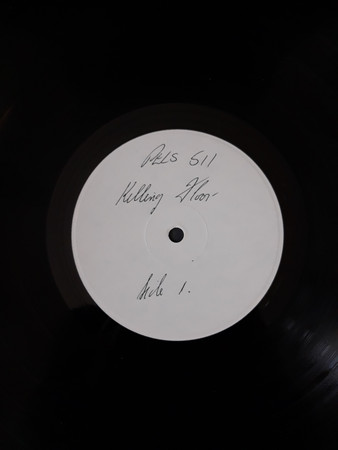 PELS 511
Killing Floor
Side 1.